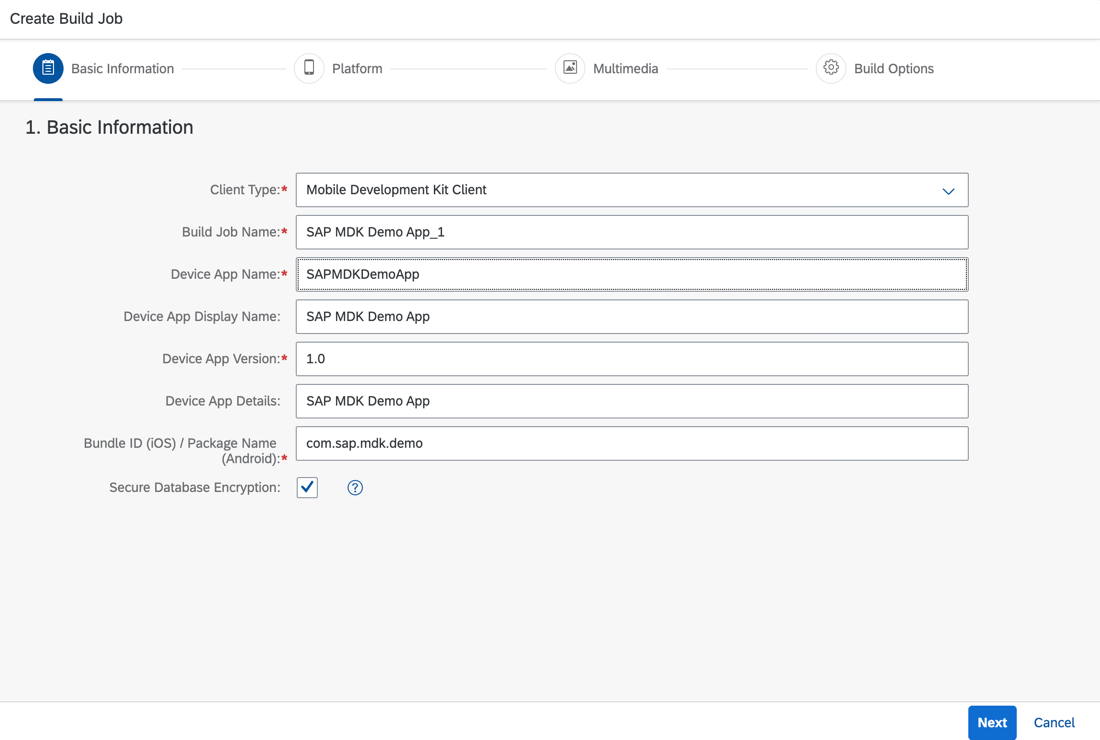 Create Build Job
Basic Information
Platform
Multimedia
Build Options
1. Basic Information
Client Type:*
Mobile Development Kit Client
Build Job Name:*
SAP MDK Demo App_1
Device App Name:*
SAPMDKDemoApp
Device App Display Name:
SAP MDK Demo App
Device App Version:*
1.0
Device App Details:
SAP MDK Demo App
Bundle ID (iOS) / Package Name
(Android):*
com.sap.mdk.demo
Secure Database Encryption:
?
Next
Cancel